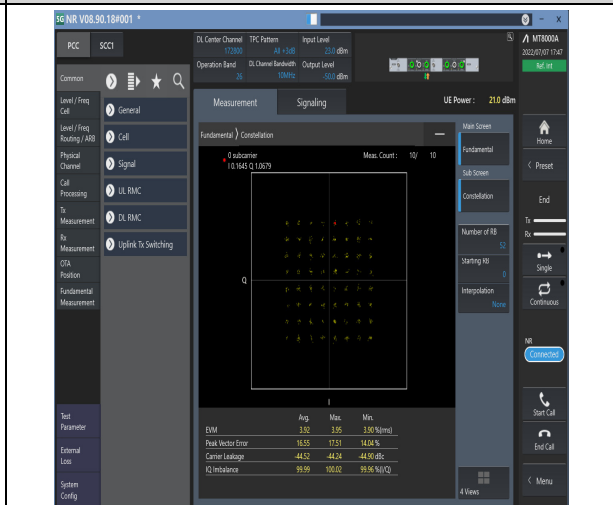 5G NR V08.90.18#001 *
PCC
SCC1
DL Center Channel
172800
TPC Pattern
All +3dB
Input Level
23.0 dBm
Operation Band
26
DL Channel Bandwidth
10MHz
Output Level
-50.0 dBm
MT8000A
2022/07/07 17:47
Ref. Int
Common
Level / Freq
Cell
Level / Freq
Routing / ARB
Physical
Channel
Call
Processing
Tx
Measurement
Rx
Measurement
OTA
Position
Fundamental
Measurement
Test
Parameter
External
Loss
System
Config
General
Cell
Signal
UL RMC
DL RMC
Uplink Tx Switching
Measurement
Signaling
UE Power : 21.0 dBm
Fundamental
Constellation
0 subcarrier
I 0.1645 Q 1.0679
Meas. Count : 10/ 10
Q
I
Avg. Max. Min.
EVM 3.92 3.95 3.90 %(rms)
Peak Vector Error 16.55 17.51 14.04 %
Carrier Leakage -44.52 -44.24 -44.90 dBc
IQ Imbalance 99.99 100.02 99.96 %(I/Q)
Main Screen
Fundamental
Sub Screen
Constellation
Number of RB
52
Starting RB
0
Interpolation
None
4 Views
Home
Preset
End
Tx
Rx
Single
Continuous
NR
Connected
Start Call
End Call
Menu